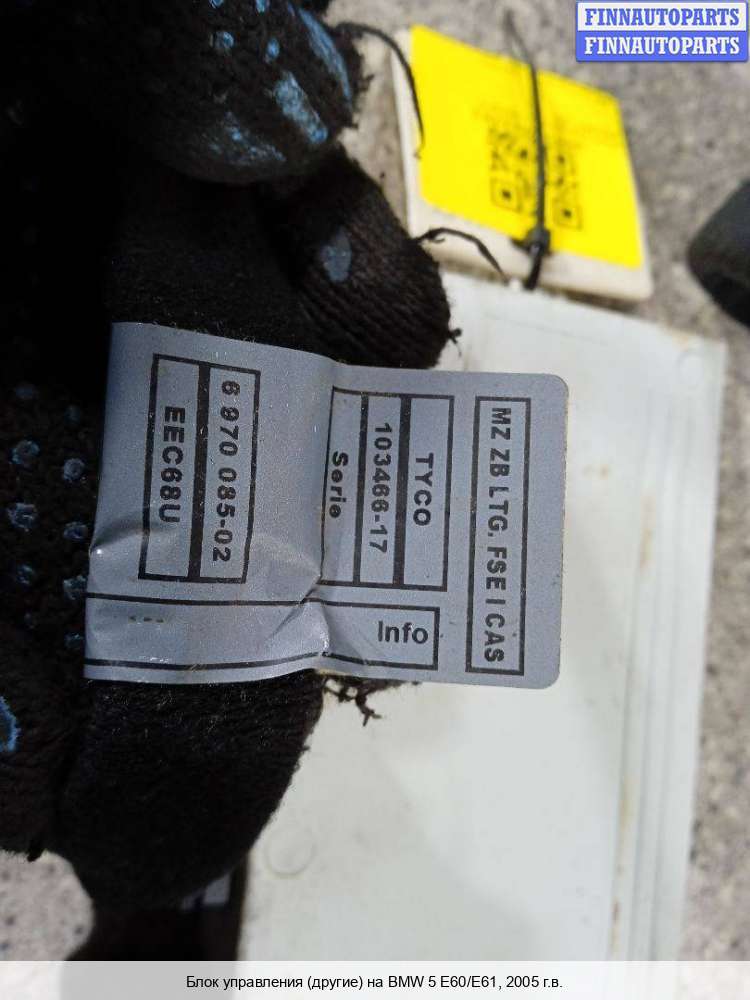 FINNAUTOPARTS
FINNAUTOPARTS
MZ ZB LTG. FSE I CAS
TYCO
103466-17
Serie
Info
6 970 085-02
EEC68U
Блок управления (другие) на BMW 5 E60/E61, 2005 г.в.